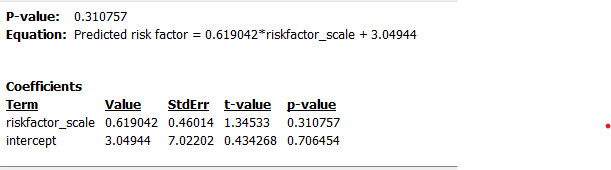 P-value: 0.310757
Equation: Predicted risk factor = 0.619042*riskfactor_scale + 3.04944
Coefficients
Term Value StdErr t-value p-value
riskfactor_scale 0.619042 0.46014 1.34533 0.310757
intercept 3.04944 7.02202 0.434268 0.706454